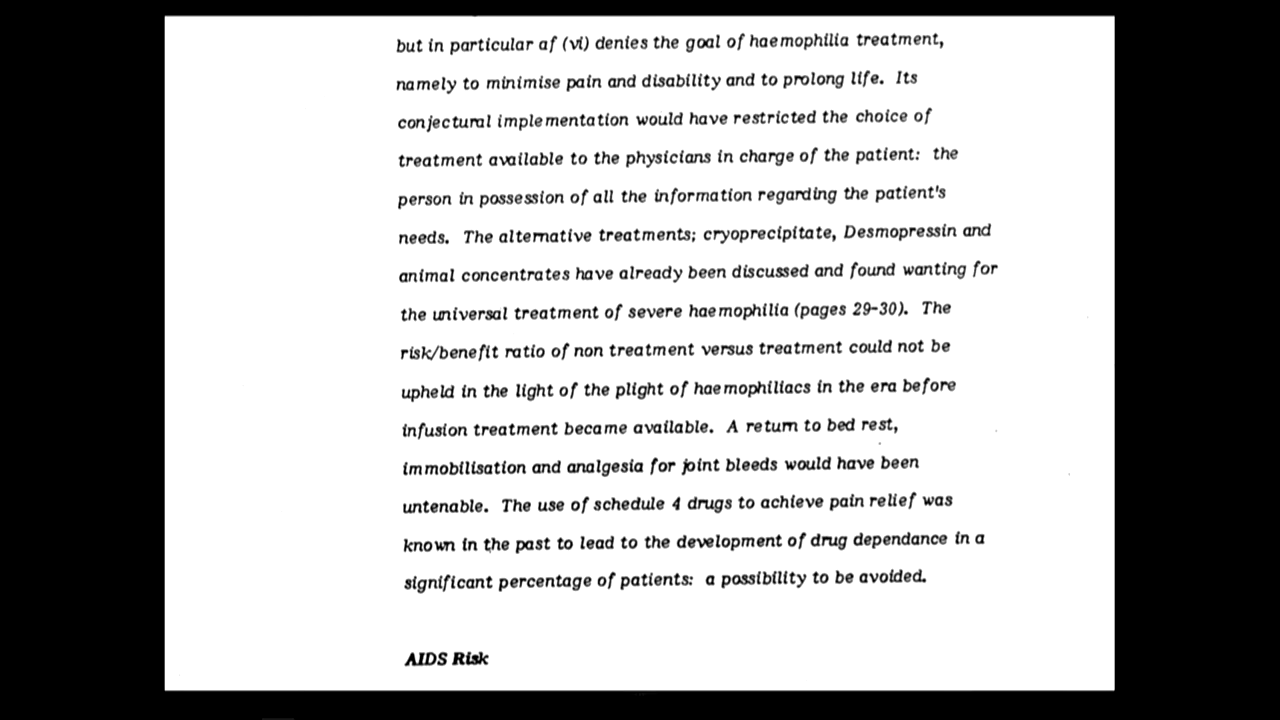 but in particular af (vi) denies the goal of haemophilia treatment,
namely to minimise pain and disability and to prolong life. Its
conjectural implementation would have restricted the choice of
treatment available to the physicians in charge of the patient: the
person in possession of all the information regarding the patient's
needs. The alternative treatments; cryoprecipitate, Desmopressin and
animal concentrates have already been discussed and found wanting for
the universal treatment of severe haemophilia (pages 29-30). The
risk/benefit ratio of non treatment versus treatment could not be
upheld in the light of the plight of haemophiliacs in the era before
infusion treatment became available. A return to bed rest,
immobilisation and analgesia for joint bleeds would have been
untenable. The use of schedule 4 drugs to achieve pain relief was
known in the past to lead to the development of drug dependance in a
significant percentage of patients: a possibility to be avoided.
AIDS Risk